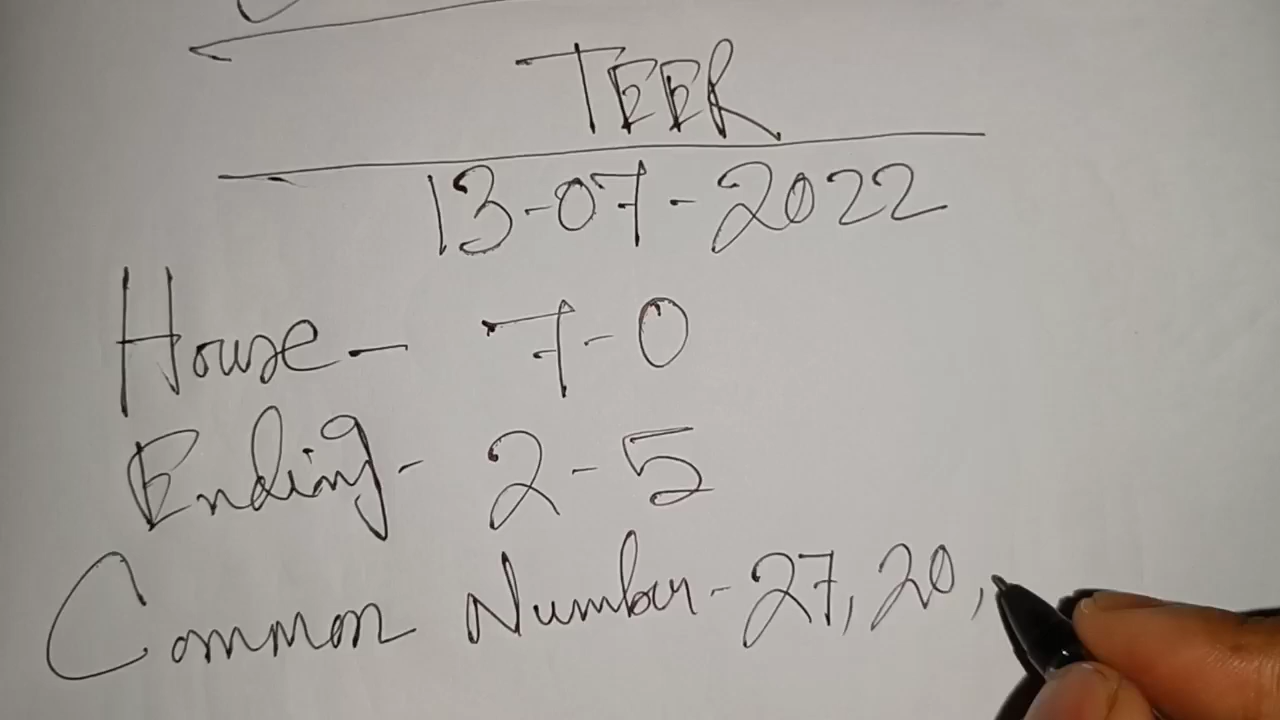 TEER
13-07-2022
House- 7-0
Ending- 2-5
Common Number-27,20,